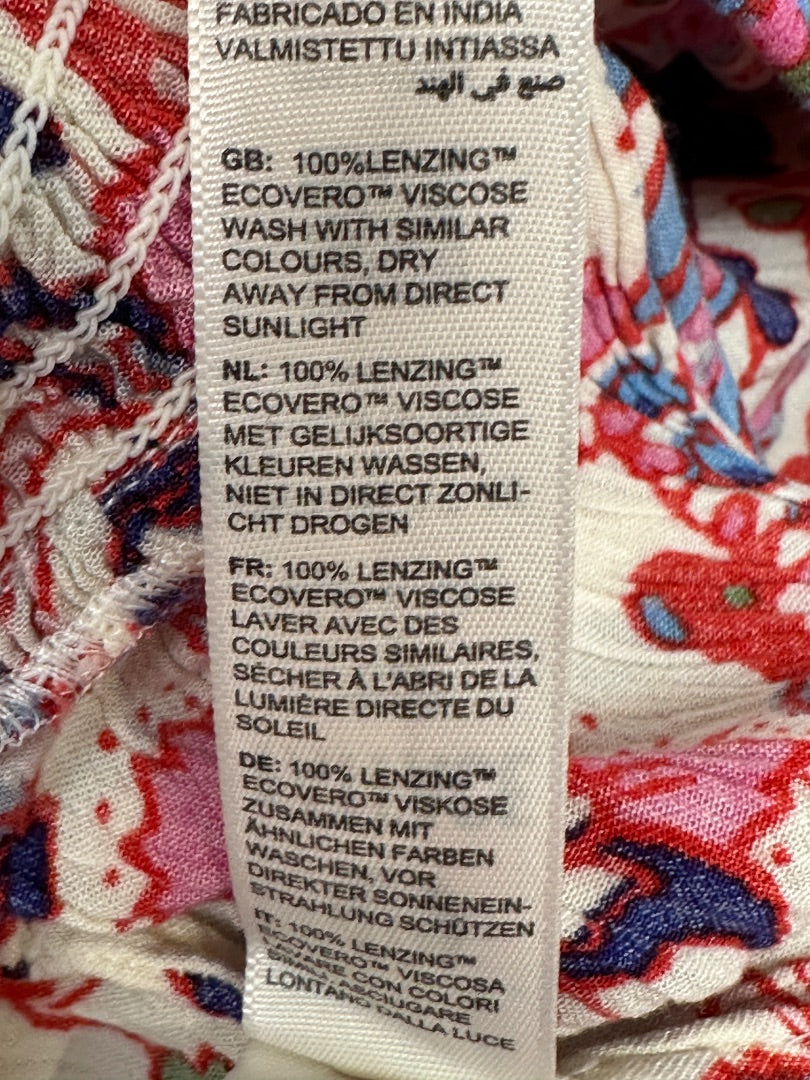 FABRICADO EN INDIA
VALMISTETTU INTIASSA
صنع في الهند
GB: 100%LENZING™
ECOVERO™ VISCOSE
WASH WITH SIMILAR
COLOURS, DRY
AWAY FROM DIRECT
SUNLIGHT
NL: 100% LENZING™
ECOVERO™ VISCOSE
MET GELIJKSOORTIGE
KLEUREN WASSEN,
NIET IN DIRECT ZONLI-
CHT DROGEN
FR: 100% LENZING™
ECOVERO™ VISCOSE
LAVER AVEC DES
COULEURS SIMILAIRES,
SÉCHER À L'ABRI DE LA
LUMIÈRE DIRECTE DU
SOLEIL
DE: 100% LENZING™
ECOVERO™ VISKOSE
ZUSAMMEN MIT
ÄHNLICHEN FARBEN
WASCHEN, VOR
DIREKTER SONNENEIN-
STRAHLUNG SCHÜTZEN
IT: 100% LENZING™
ECOVERO™ VISCOSA
LAVARE CON COLORI
SIMILI, ASCIUGARE
LONTANO DALLA LUCE